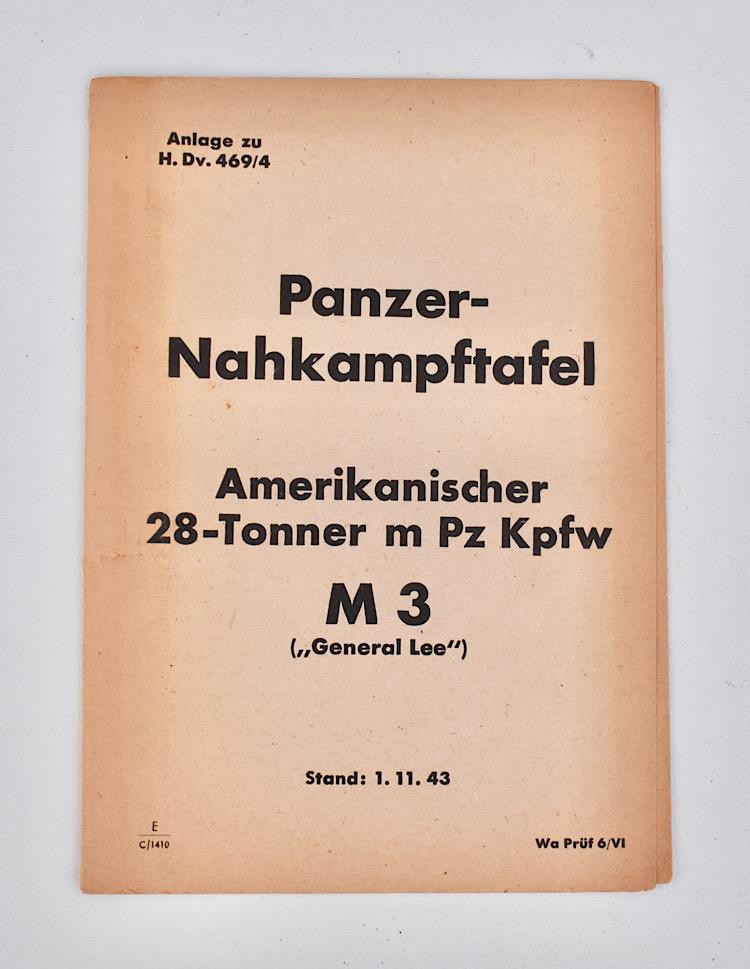 Anlage zu
H. Dv. 469/4
Panzer-
Nahkampftafel
Amerikanischer
28-Tonner m Pz Kpfw
M 3
(„General Lee“)
Stand: 1. 11. 43
E
C/1410
Wa Prüf 6/VI